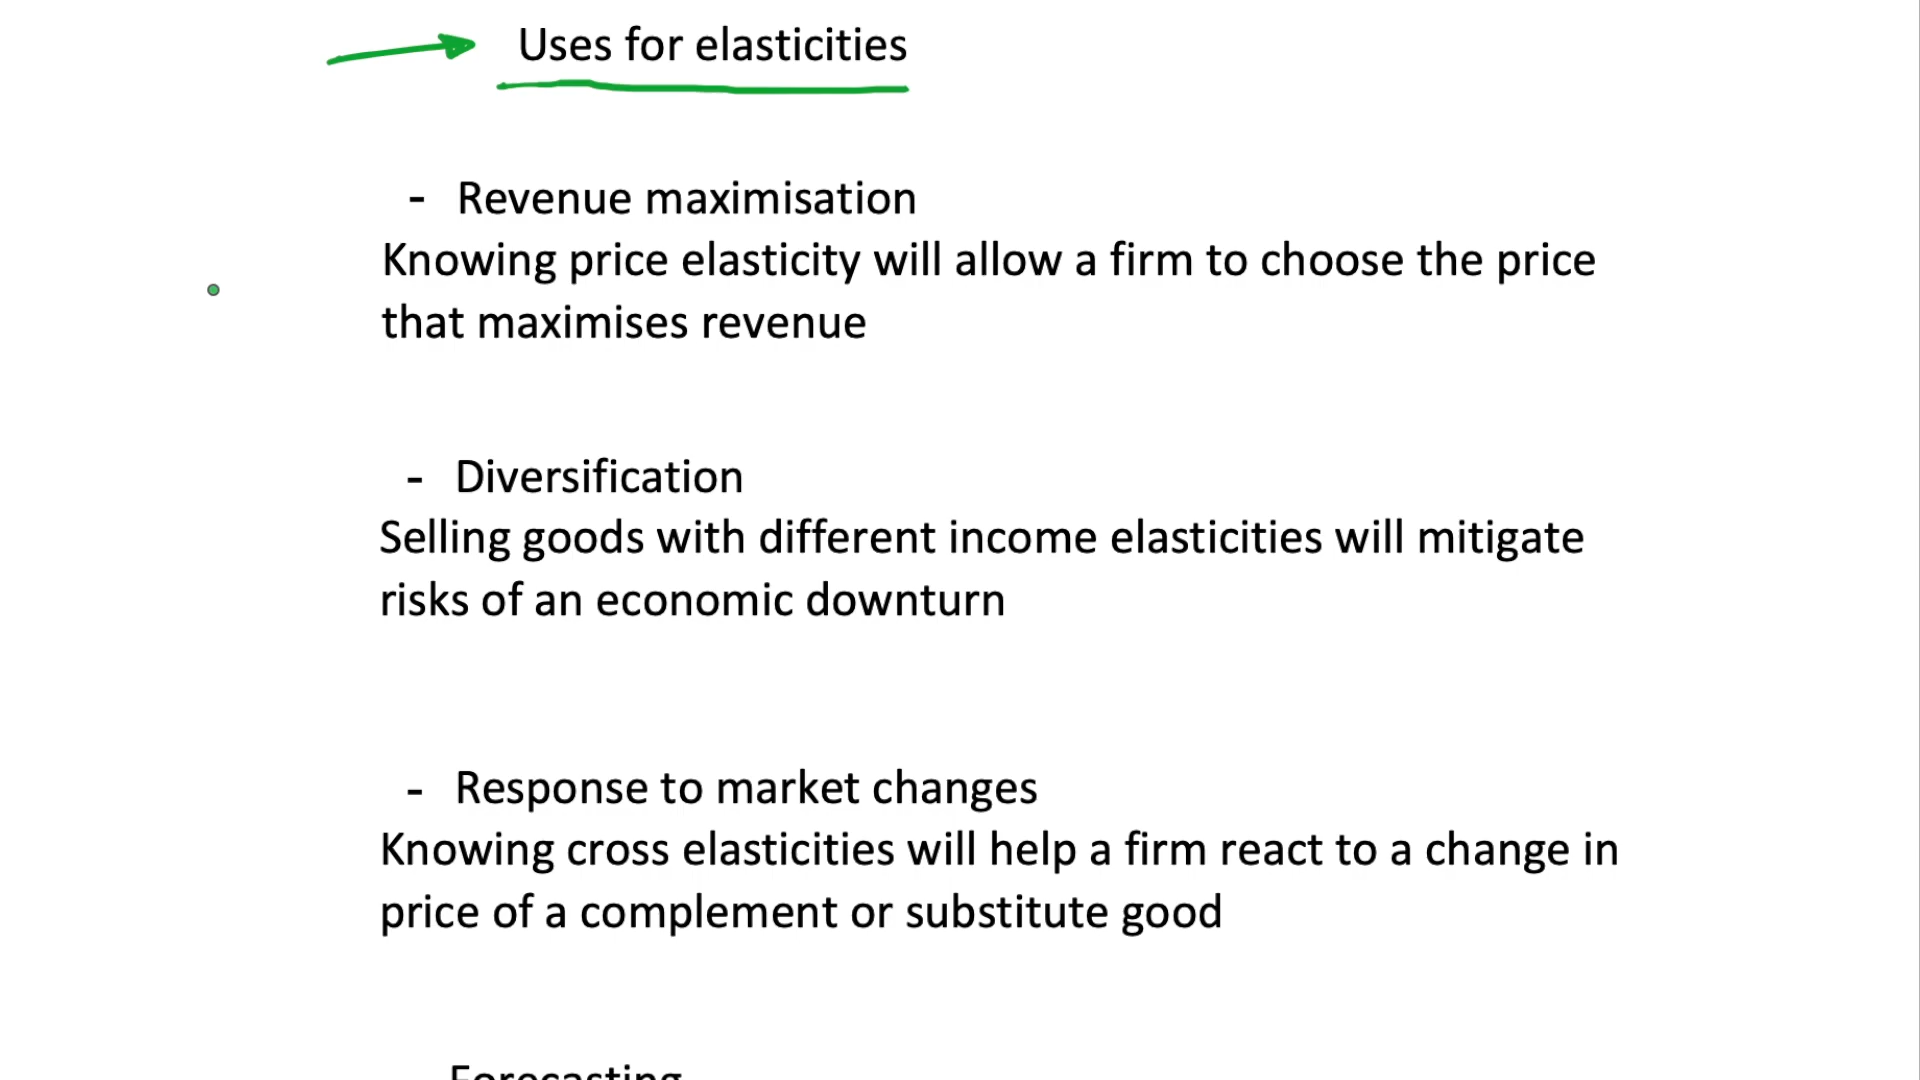 Uses for elasticities
- Revenue maximisation
Knowing price elasticity will allow a firm to choose the price
that maximises revenue
- Diversification
Selling goods with different income elasticities will mitigate
risks of an economic downturn
- Response to market changes
Knowing cross elasticities will help a firm react to a change in
price of a complement or substitute good
Forecasting